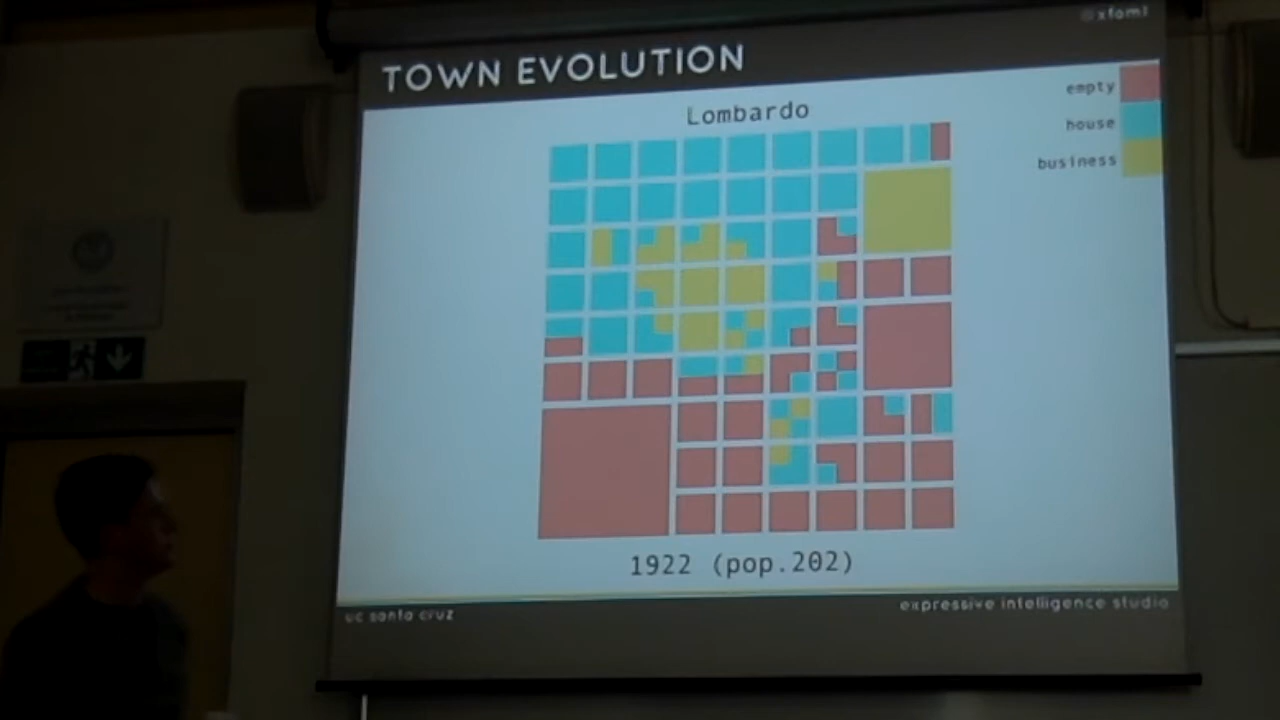 @xfoml
TOWN EVOLUTION
Lombardo
empty
house
business
1922 (pop.202)
uc santa cruz
expressive intelligence studio